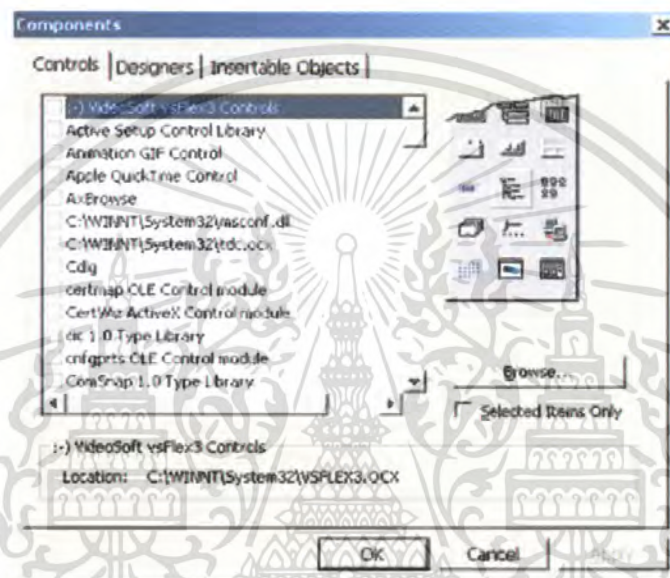 Components
Controls Designers Insertable Objects
:-) VideoSoft vsFlex3 Controls
Active Setup Control Library
Animation GIF Control
Apple QuickTime Control
AxBrowse
C:\WINNT\System32\msconf.dll
C:\WINNT\System32\tdc.ocx
Cdlg
certmap OLE Control module
CertWiz ActiveX Control module
cic 1.0 Type Library
cnfgprts OLE Control module
ComSnap 1.0 Type Library
Browse...
Selected Items Only
:-) VideoSoft vsFlex3 Controls
Location: C:\WINNT\System32\VSFLEX3.OCX
OK Cancel Apply